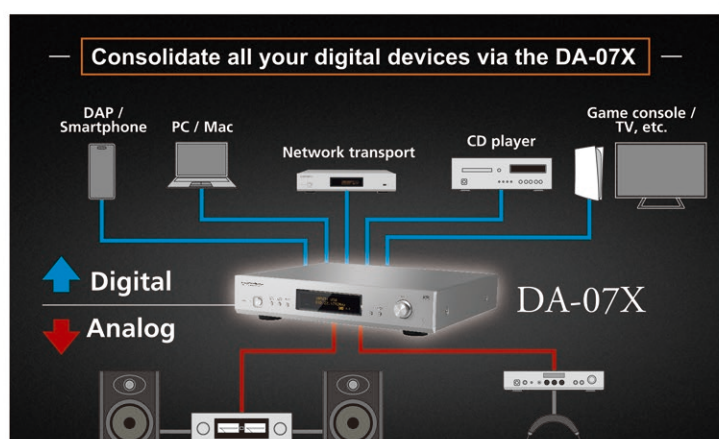 Consolidate all your digital devices via the DA-07X
DAP /
Smartphone
PC / Mac
Network transport
CD player
Game console /
TV, etc.
Digital
DA-07X
Analog